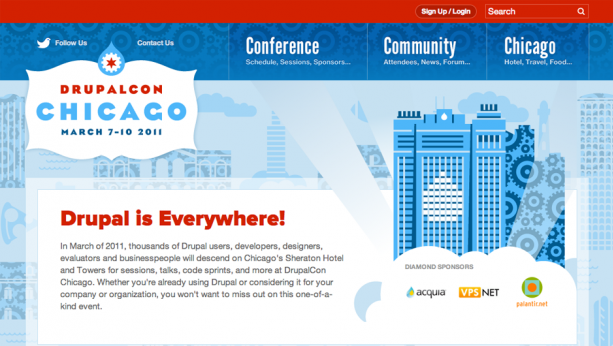 Sign Up / Login
Search
Follow Us
Contact Us
Conference
Schedule, Sessions, Sponsors...
Community
Attendees, News, Forum...
Chicago
Hotel, Travel, Food...
DRUPALCON
CHICAGO
MARCH 7-10 2011
Drupal is Everywhere!
In March of 2011, thousands of Drupal users, developers, designers,
evaluators and businesspeople will descend on Chicago's Sheraton Hotel
and Towers for sessions, talks, code sprints, and more at DrupalCon
Chicago. Whether you're already using Drupal or considering it for your
company or organization, you won't want to miss out on this one-of-a-
kind event.
DIAMOND SPONSORS
acquia
VPS NET
palantir.net